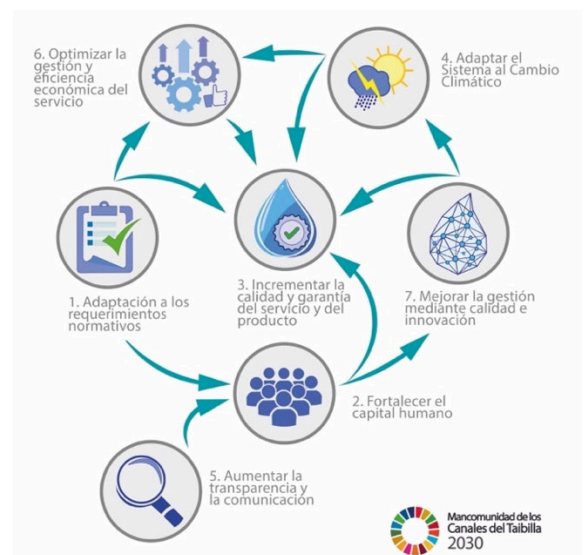 6. Optimizar la
gestión y
eficiencia
económica del
servicio
4. Adaptar el
Sistema al Cambio
Climático
1. Adaptación a los
requerimientos
normativos
3. Incrementar la
calidad y garantía
del servicio y del
producto
7. Mejorar la gestión
mediante calidad e
innovación
2. Fortalecer el
capital humano
5. Aumentar la
transparencia y
la comunicación
Mancomunidad de los
Canales del Taibilla
2030